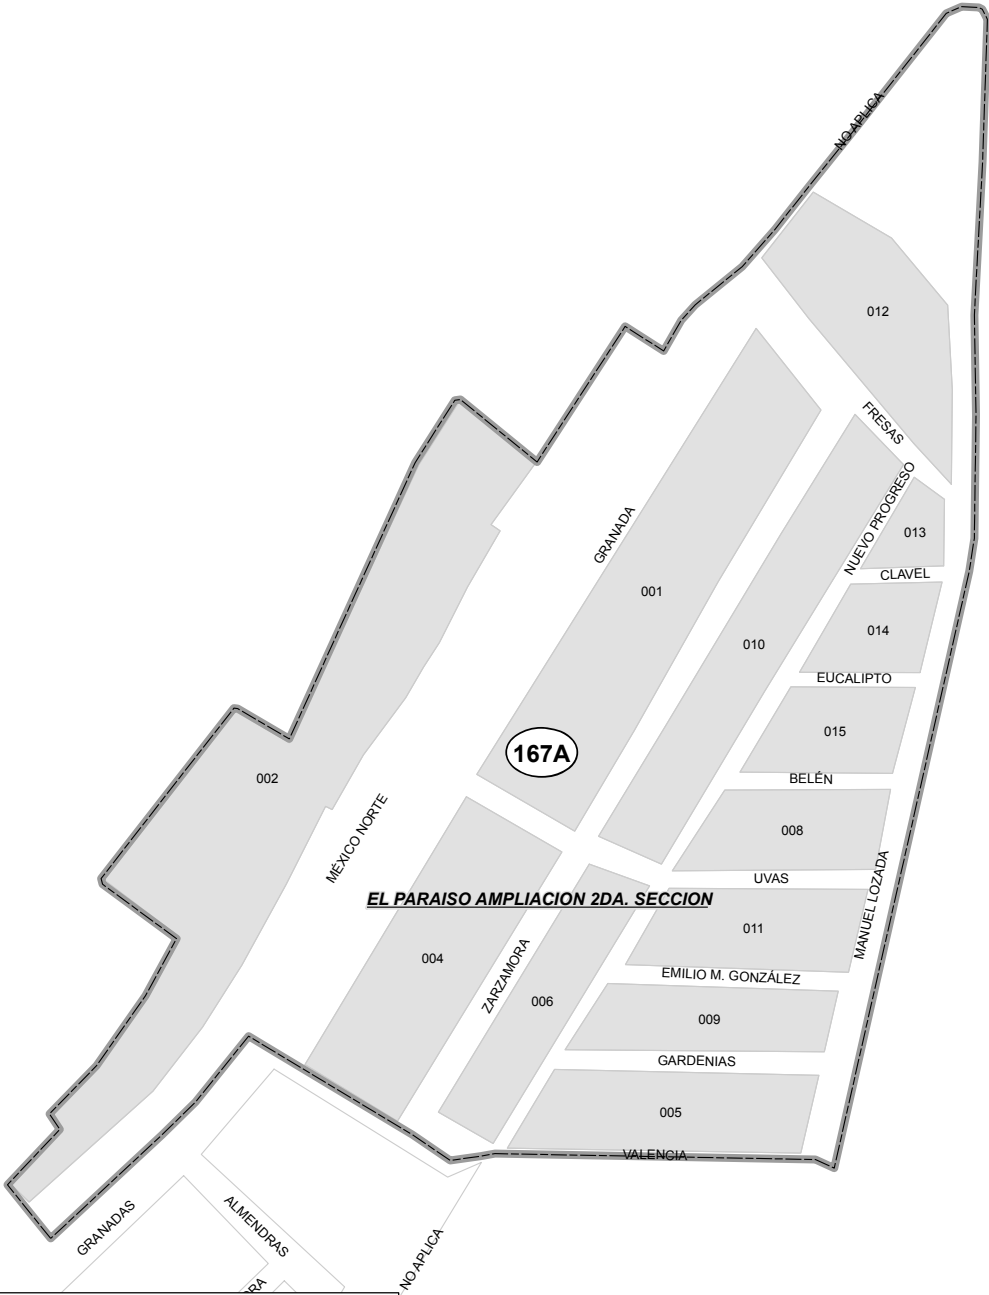 NO APLICA
012
FRESAS
NUEVO PROGRESO
013
GRANADA
CLAVEL
001
014
010
EUCALIPTO
015
167A
002
BELÉN
MÉXICO NORTE
008
UVAS
MANUEL LOZADA
EL PARAISO AMPLIACION 2DA. SECCION
011
004
ZARZAMORA
EMILIO M. GONZÁLEZ
006
009
GARDENIAS
005
VALENCIA
GRANADAS
ALMENDRAS
NO APLICA